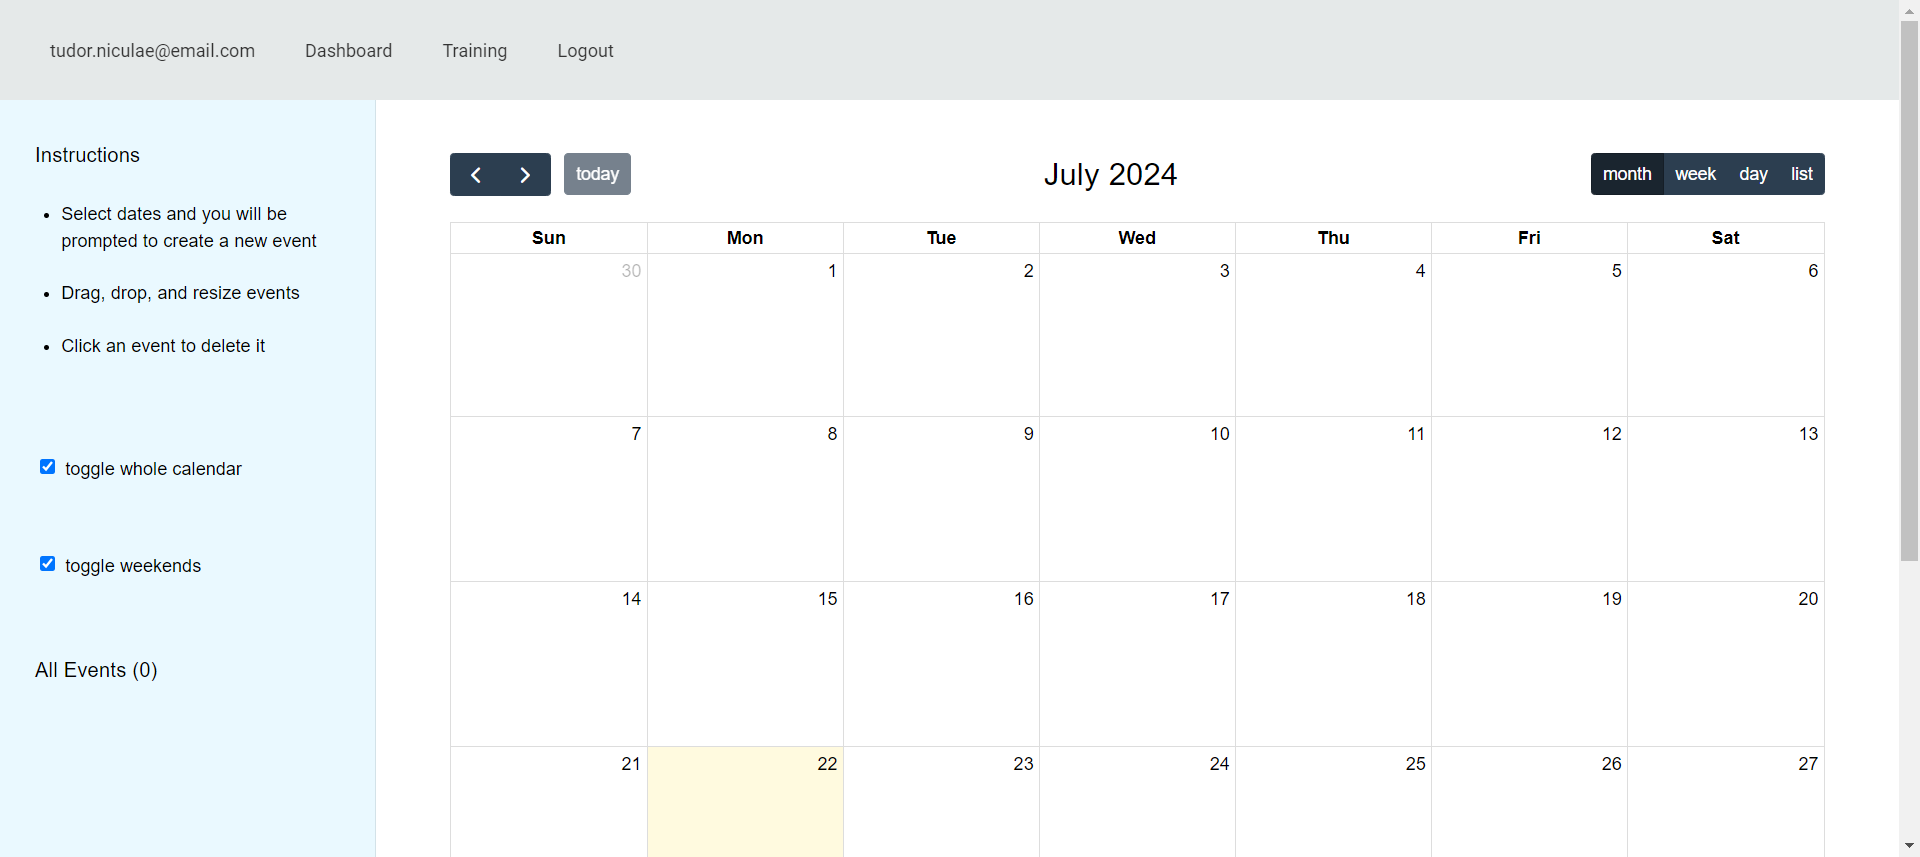 tudor.niculae@email.com Dashboard Training Logout
Instructions
Select dates and you will be
prompted to create a new event
Drag, drop, and resize events
Click an event to delete it
toggle whole calendar
toggle weekends
All Events (0)
today
July 2024
month week day list
Sun Mon Tue Wed Thu Fri Sat
30 1 2 3 4 5 6
7 8 9 10 11 12 13
14 15 16 17 18 19 20
21 22 23 24 25 26 27